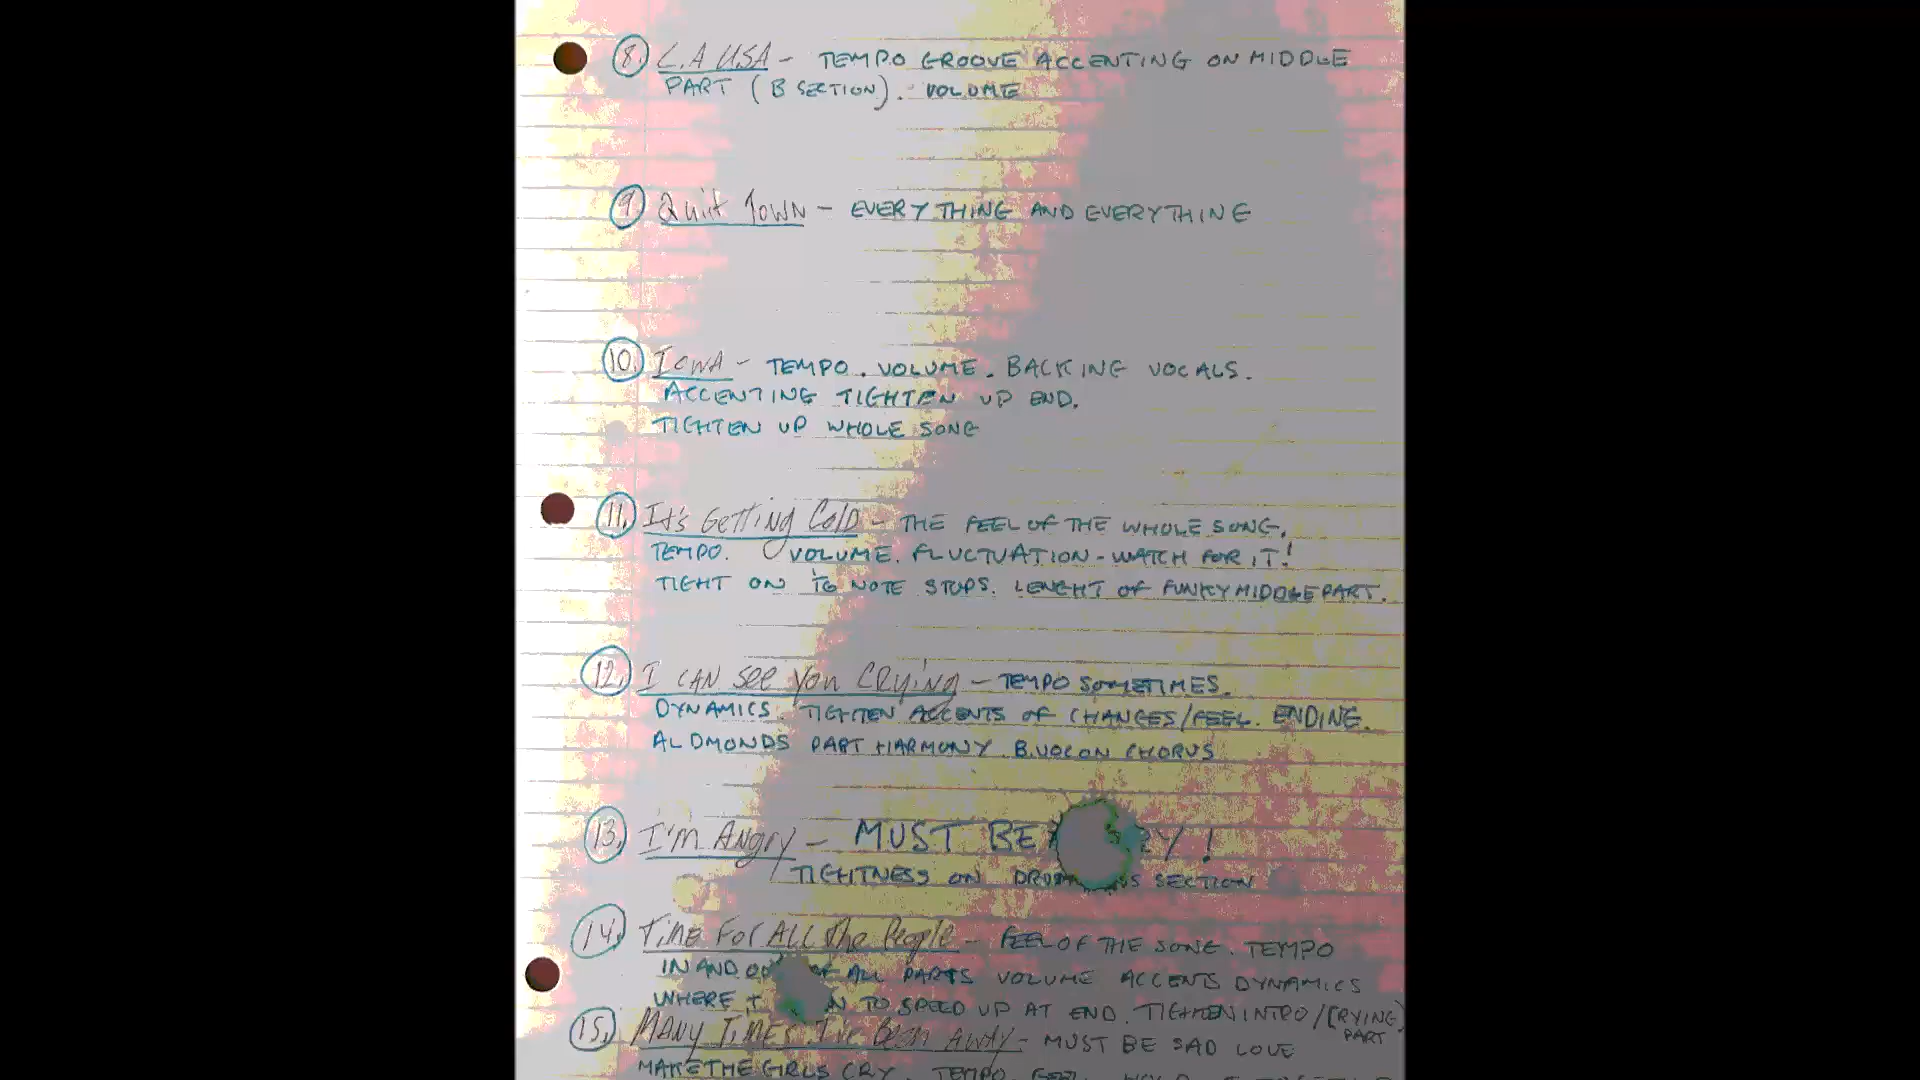 8. L.A USA - TEMPO GROOVE ACCENTING ON MIDDLE
PART (B SECTION). VOLUME
9. Quit Town - EVERYTHING AND EVERYTHING
10. Iowa - TEMPO. VOLUME. BACKING VOCALS.
ACCENTING TIGHTEN UP END.
TIGHTEN UP WHOLE SONG
11. It's Getting Cold - THE FEEL OF THE WHOLE SONG.
TEMPO. VOLUME. FLUCTUATION - WATCH FOR IT!
TIGHT ON 16 NOTE STOPS. LENGHT OF FUNKY MIDDLE PART.
12. I CAN See You Crying - TEMPO SOMETIMES.
DYNAMICS. TIGHTEN ACCENTS OF CHANGES/FEEL. ENDING.
ALDMONDS PART HARMONY B.VOC ON CHORUS
13. I'm Angry - MUST BE
TIGHTNESS ON SECTION
14. Time For All The People - FEEL OF THE SONG. TEMPO
IN AND OF ALL PARTS VOLUME ACCENTS DYNAMICS
WHERE TO SPEED UP AT END. TIGHTEN INTRO/CRYING
PART
15. Many Times I've Been Away - MUST BE SAD LOVE
MAKE THE GIRLS CRY. TEMPO. FEEL.